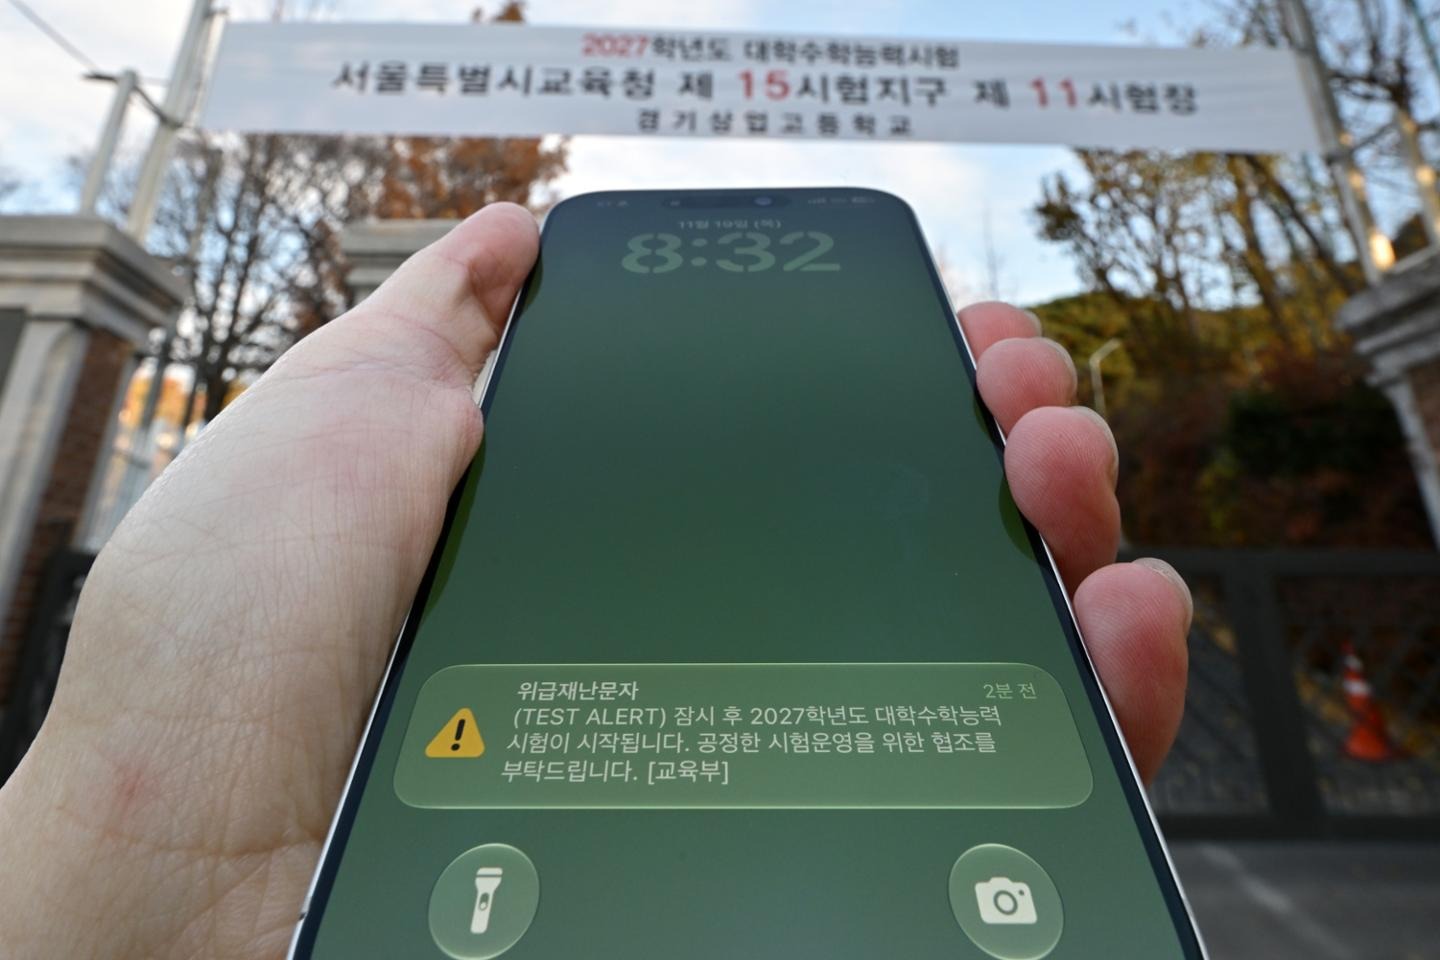 2027학년도 대학수학능력시험
서울특별시교육청 제 15시험지구 제 11시험장
경기상업고등학교
11월 19일 (목)
8:32
위급재난문자
2분 전
(TEST ALERT) 잠시 후 2027학년도 대학수학능력
시험이 시작됩니다. 공정한 시험운영을 위한 협조를
부탁드립니다. [교육부]